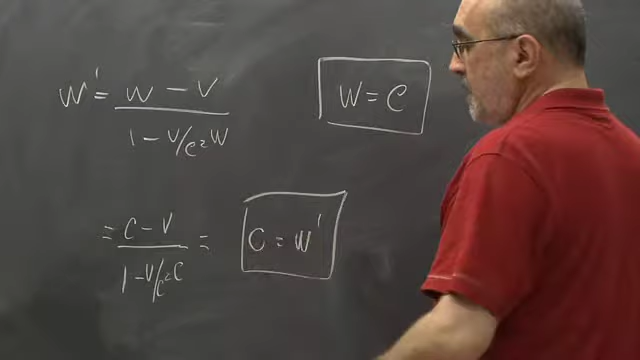 W' = W - V
1 - V/C² W
W = C
= C - V
1 - V/C² C
= C = W'